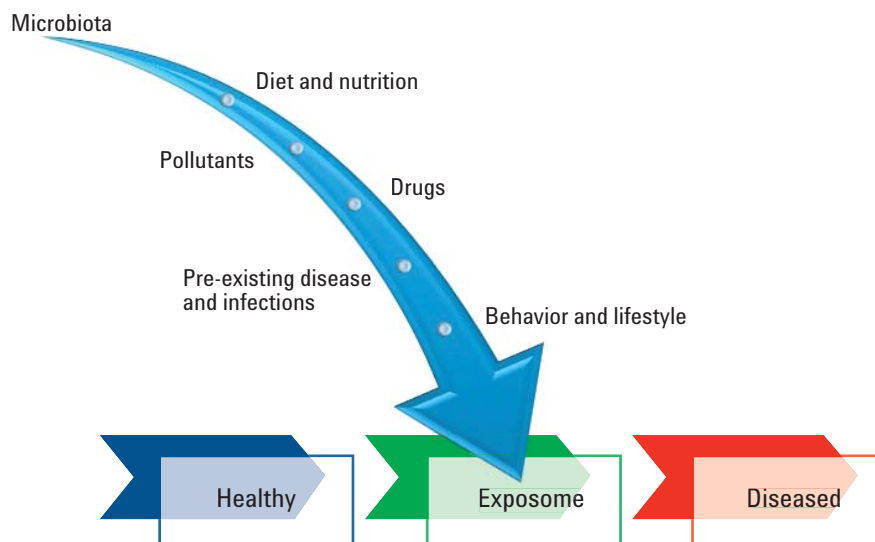 Microbiota
Diet and nutrition
Pollutants
Drugs
Pre-existing disease
and infections
Behavior and lifestyle
Healthy
Exposome
Diseased